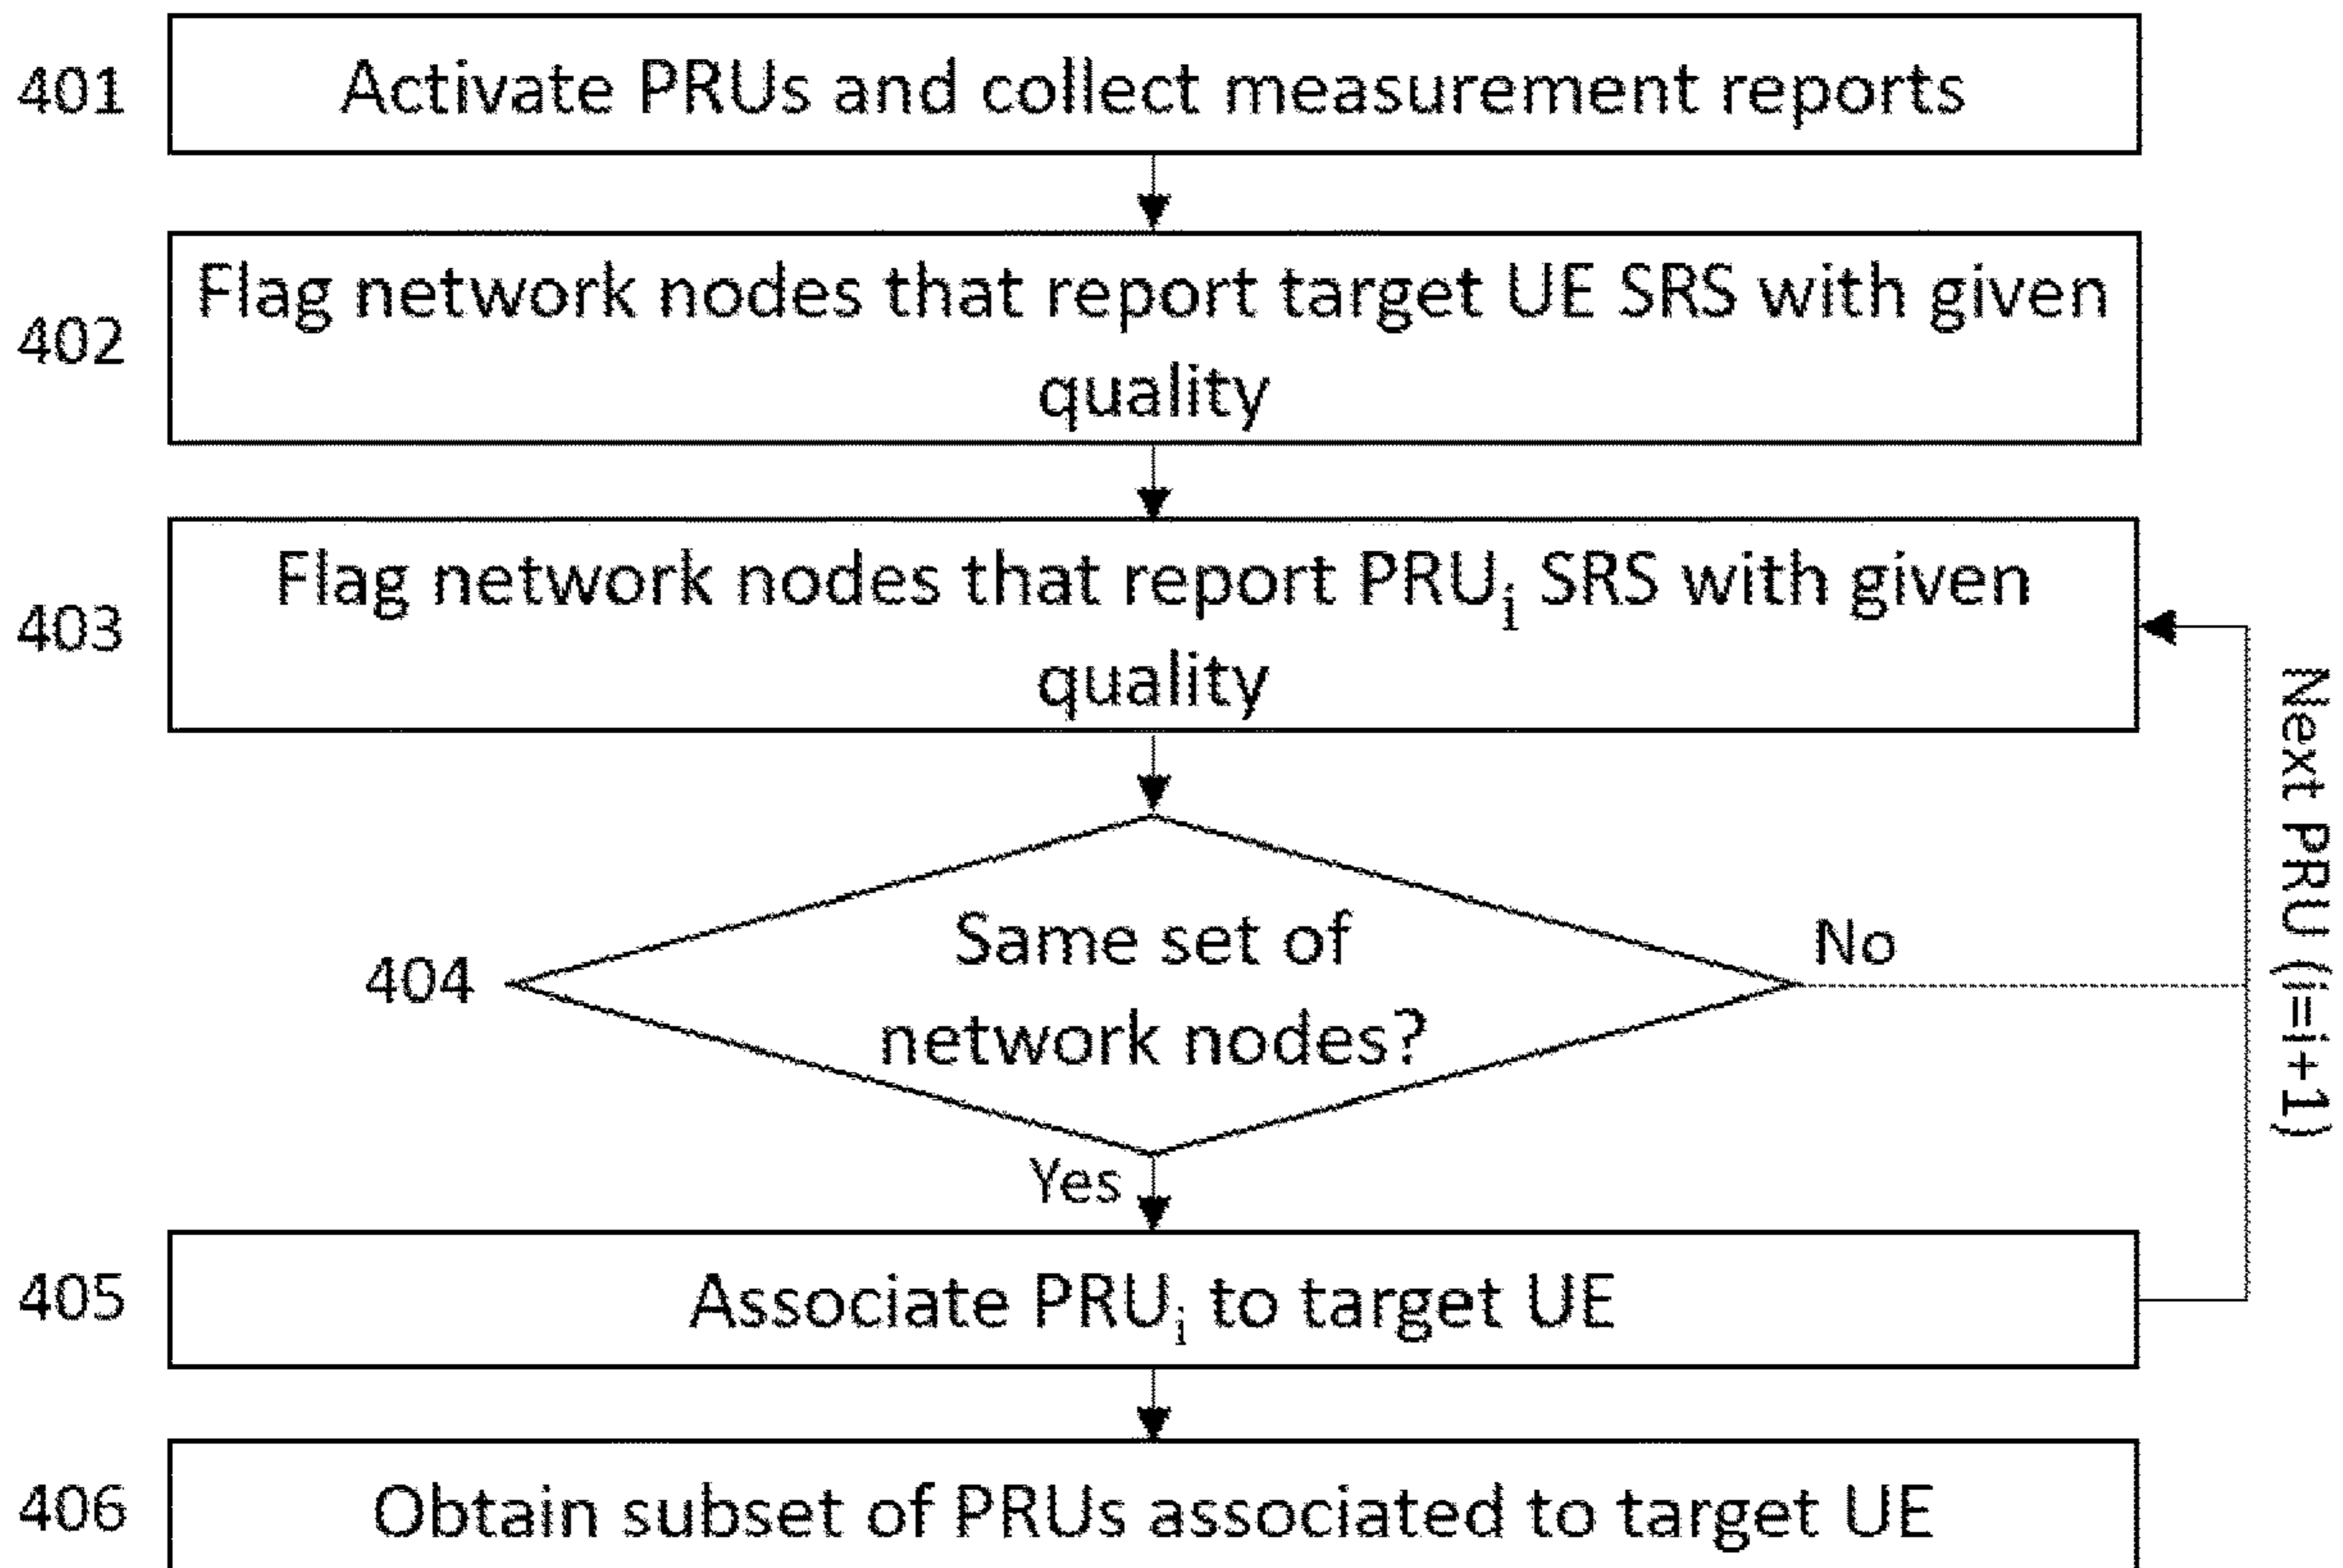 401
Activate PRUs and collect measurement reports
402
Flag network nodes that report target UE SRS with given
quality
403
Flag network nodes that report PRUi SRS with given
quality
404
Same set of
network nodes?
No
Next PRU (i=i+1)
Yes
405
Associate PRUi to target UE
406
Obtain subset of PRUs associated to target UE